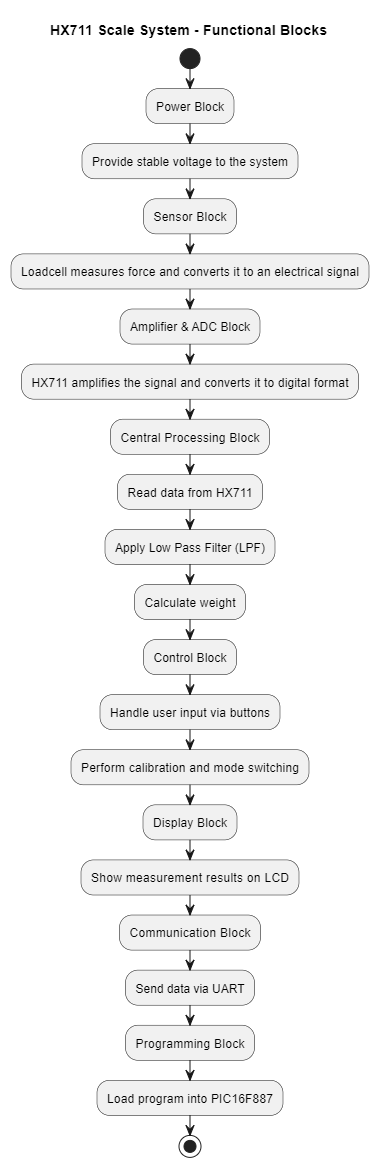 HX711 Scale System - Functional Blocks
Power Block
Provide stable voltage to the system
Sensor Block
Loadcell measures force and converts it to an electrical signal
Amplifier & ADC Block
HX711 amplifies the signal and converts it to digital format
Central Processing Block
Read data from HX711
Apply Low Pass Filter (LPF)
Calculate weight
Control Block
Handle user input via buttons
Perform calibration and mode switching
Display Block
Show measurement results on LCD
Communication Block
Send data via UART
Programming Block
Load program into PIC16F887